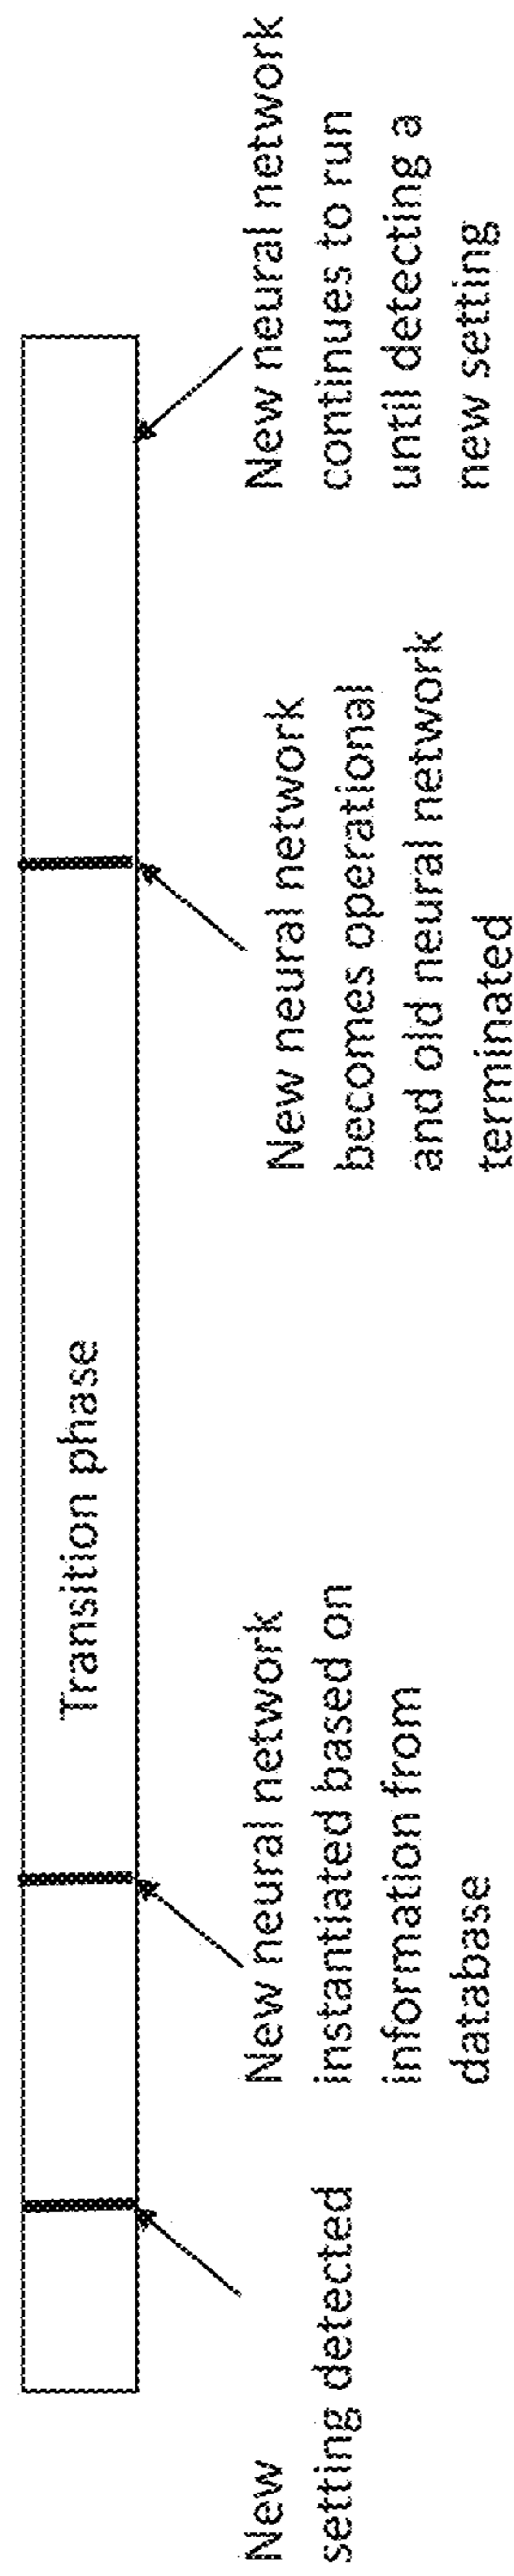 Transition phase
New
setting detected
New neural network
instantiated based on
information from
database
New neural network
becomes operational
and old neural network
terminated
New neural network
continues to run
until detecting a
new setting